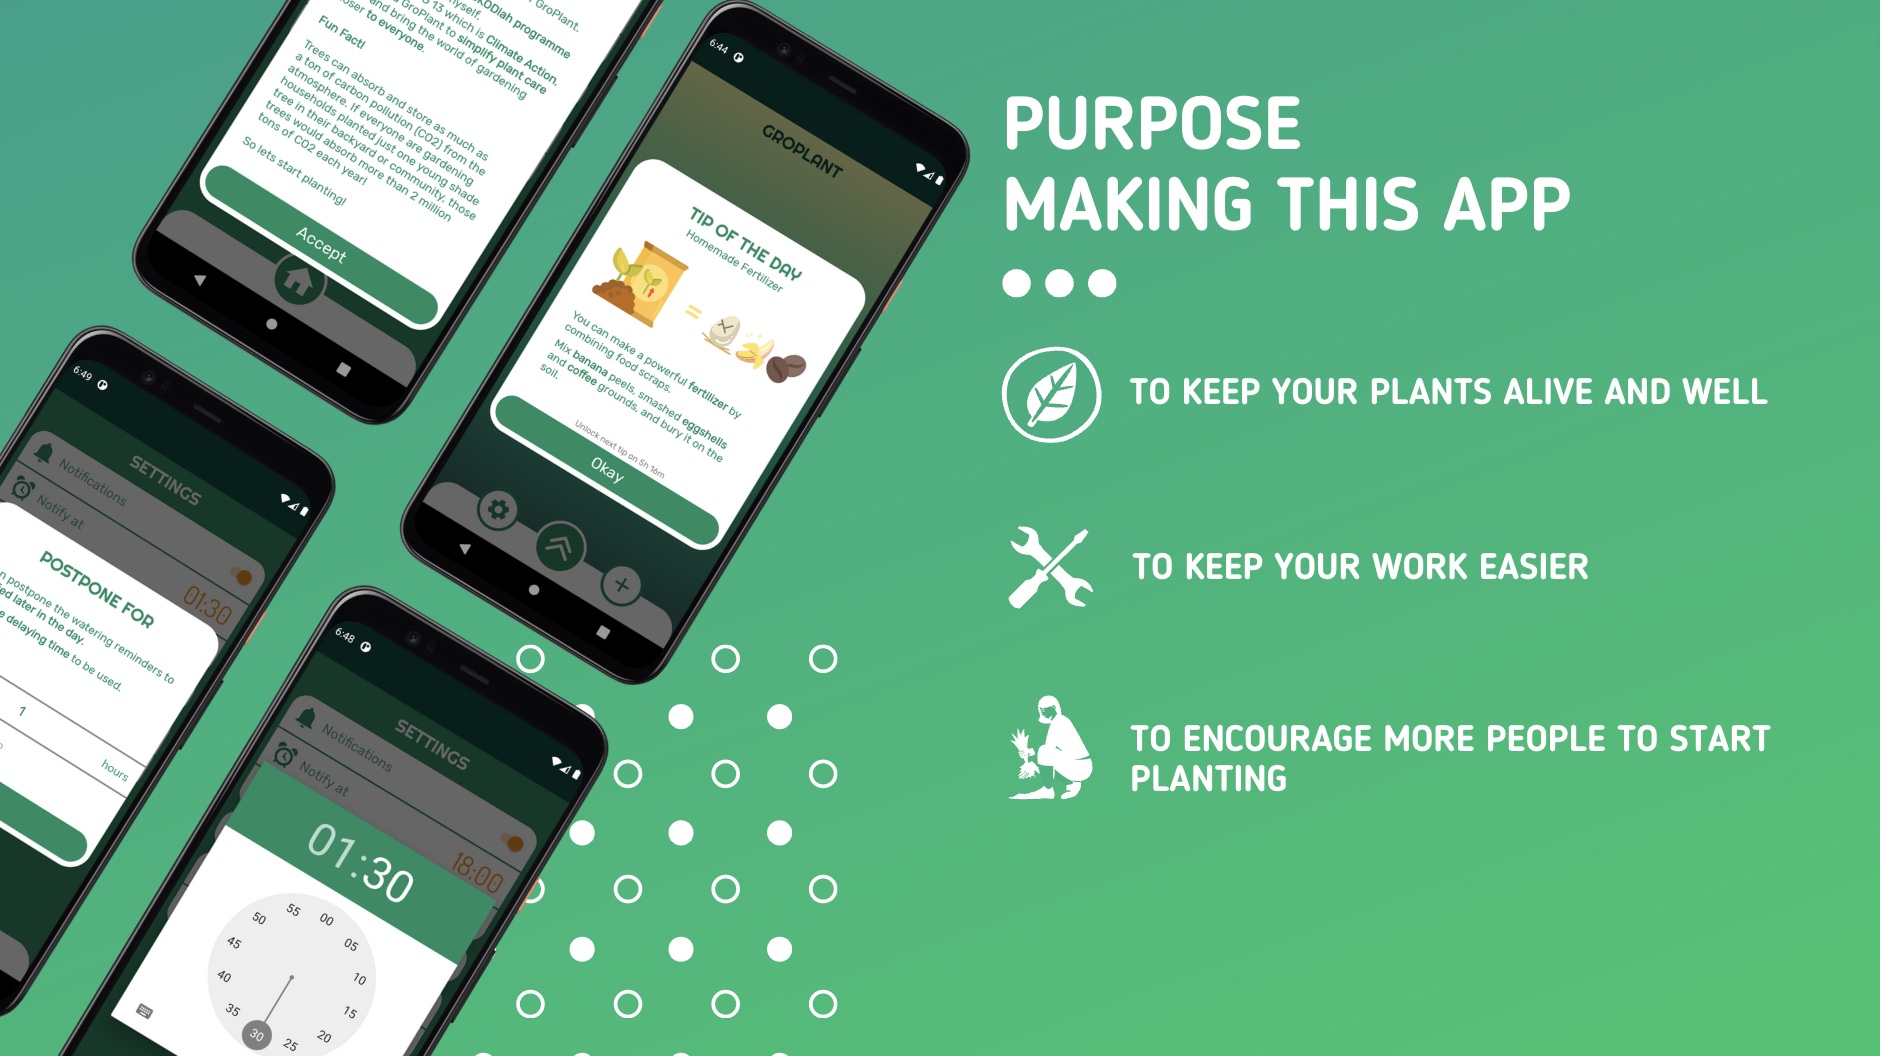 GroPlant.
KODlah programme
myself.
13 which is Climate Action.
GroPlant to simplify plant care
and bring the world of gardening
to everyone.
Fun Fact!
Trees can absorb and store as much as
a ton of carbon pollution (CO2) from the
atmosphere. If everyone are gardening
households planted just one young shade
tree in their backyard or community, those
trees would absorb more than 2 million
tons of CO2 each year!
So lets start planting!
Accept
6:44
GROPLANT
TIP OF THE DAY
Homemade Fertilizer
=
You can make a powerful fertilizer by
combining food scraps.
Mix banana peels, smashed eggshells
and coffee grounds, and bury it on the
soil.
Unlock next tip on 5h 16m
Okay
6:49
SETTINGS
Notifications
Notify at
01:30
POSTPONE FOR
postpone the watering reminders to
later in the day.
delaying time to be used.
1
hours
6:48
SETTINGS
Notifications
Notify at
18:00
01:30
55
00
50
05
45
10
40
15
35
20
30
25
PURPOSE
MAKING THIS APP
TO KEEP YOUR PLANTS ALIVE AND WELL
TO KEEP YOUR WORK EASIER
TO ENCOURAGE MORE PEOPLE TO START
PLANTING